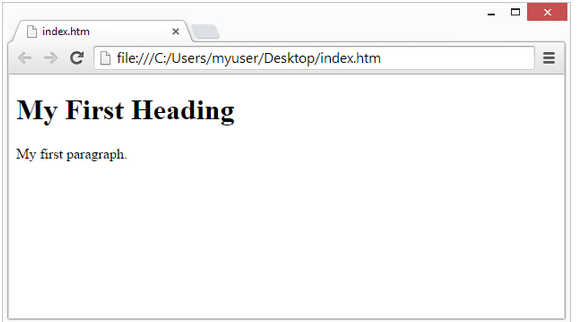 index.htm
file:///C:/Users/myuser/Desktop/index.htm
My First Heading
My first paragraph.